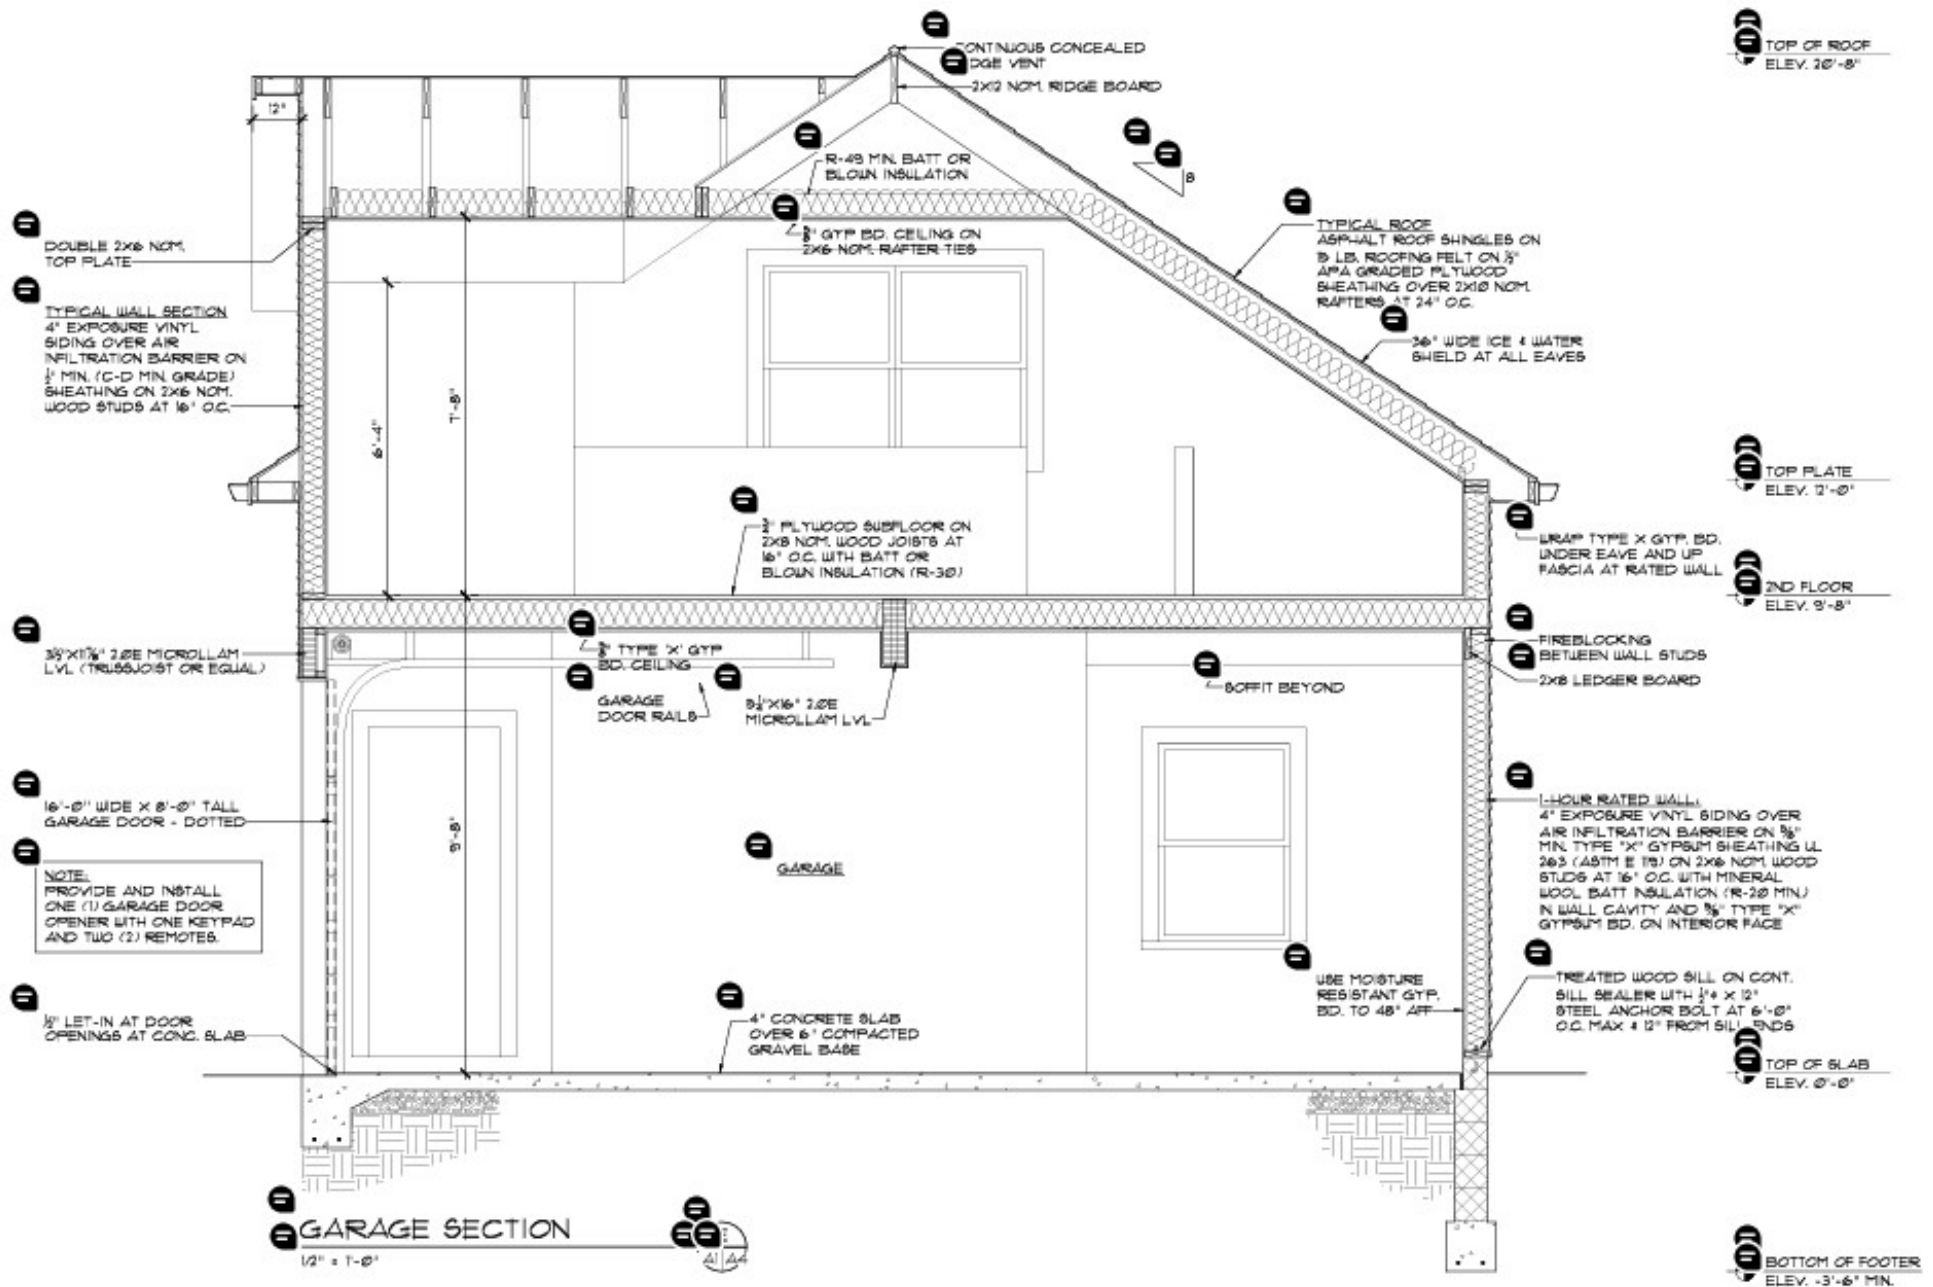 CONTINUOUS CONCEALED
RIDGE VENT
2X12 NOM. RIDGE BOARD
12"
R-49 MIN. BATT OR
BLOWN INSULATION
8
GYP BD. CEILING ON
2X6 NOM. RAFTER TIES
TYPICAL ROOF
ASPHALT ROOF SHINGLES ON
15 LB. ROOFING FELT ON ½"
APA GRADED PLYWOOD
SHEATHING OVER 2X10 NOM.
RAFTERS AT 24" O.C.
36" WIDE ICE & WATER
SHIELD AT ALL EAVES
DOUBLE 2X6 NOM.
TOP PLATE
TYPICAL WALL SECTION
4" EXPOSURE VINYL
SIDING OVER AIR
INFILTRATION BARRIER ON
½" MIN. (C-D MIN. GRADE)
SHEATHING ON 2X6 NOM.
WOOD STUDS AT 16" O.C.
6'-4"
7'-8"
PLYWOOD SUBFLOOR ON
2X8 NOM. WOOD JOISTS AT
16" O.C. WITH BATT OR
BLOWN INSULATION (R-30)
WRAP TYPE X GYP. BD.
UNDER EAVE AND UP
FASCIA AT RATED WALL
3½"X11⅞" 2.0E MICROLLAM
LVL (TRUSSJOIST OR EQUAL)
TYPE 'X' GYP
BD. CEILING
GARAGE
DOOR RAILS
5¼"X16" 2.0E
MICROLLAM LVL
SOFFIT BEYOND
FIREBLOCKING
BETWEEN WALL STUDS
2X8 LEDGER BOARD
16'-0" WIDE X 8'-0" TALL
GARAGE DOOR - DOTTED
9'-8"
GARAGE
NOTE:
PROVIDE AND INSTALL
ONE (1) GARAGE DOOR
OPENER WITH ONE KEYPAD
AND TWO (2) REMOTES.
1-HOUR RATED WALL:
4" EXPOSURE VINYL SIDING OVER
AIR INFILTRATION BARRIER ON ⅝"
MIN. TYPE "X" GYPSUM SHEATHING UL
263 (ASTM E 119) ON 2X6 NOM. WOOD
STUDS AT 16" O.C. WITH MINERAL
WOOL BATT INSULATION (R-20 MIN.)
IN WALL CAVITY AND ⅝" TYPE "X"
GYPSUM BD. ON INTERIOR FACE
½" LET-IN AT DOOR
OPENINGS AT CONC. SLAB
4" CONCRETE SLAB
OVER 6" COMPACTED
GRAVEL BASE
USE MOISTURE
RESISTANT GYP.
BD. TO 48" AFF
TREATED WOOD SILL ON CONT.
SILL SEALER WITH ½"ϕ X 12"
STEEL ANCHOR BOLT AT 6'-0"
O.C. MAX & 12" FROM SILL ENDS
TOP OF ROOF
ELEV. 20'-8"
TOP PLATE
ELEV. 12'-0"
2ND FLOOR
ELEV. 9'-8"
TOP OF SLAB
ELEV. 0'-0"
BOTTOM OF FOOTER
ELEV. -3'-6" MIN.
GARAGE SECTION
1/2" = 1'-0"
A1 A4